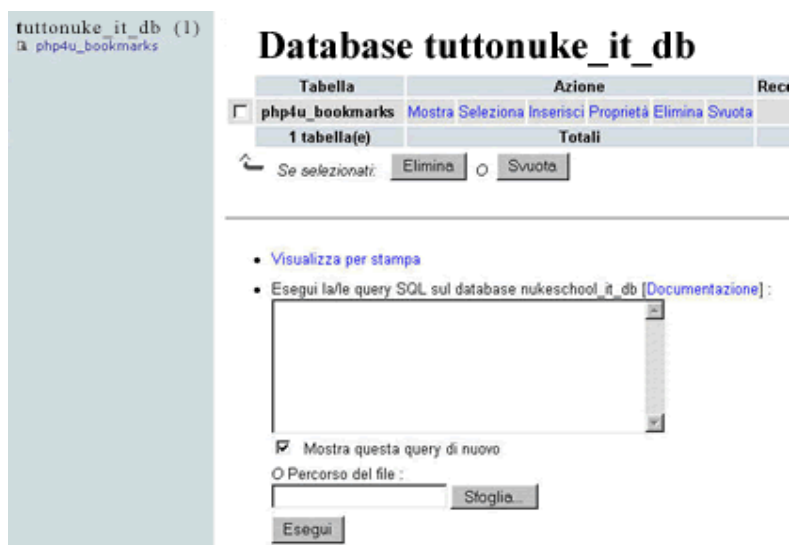 tuttonuke_it_db (1)
php4u_bookmarks
Database tuttonuke_it_db
Tabella Azione Reco
php4u_bookmarks Mostra Seleziona Inserisci Proprietà Elimina Svuota
1 tabella(e) Totali
Se selezionati: Elimina O Svuota
Visualizza per stampa
Esegui la/le query SQL sul database nukeschool_it_db [Documentazione] :
Mostra questa query di nuovo
O Percorso del file :
Sfoglia...
Esegui